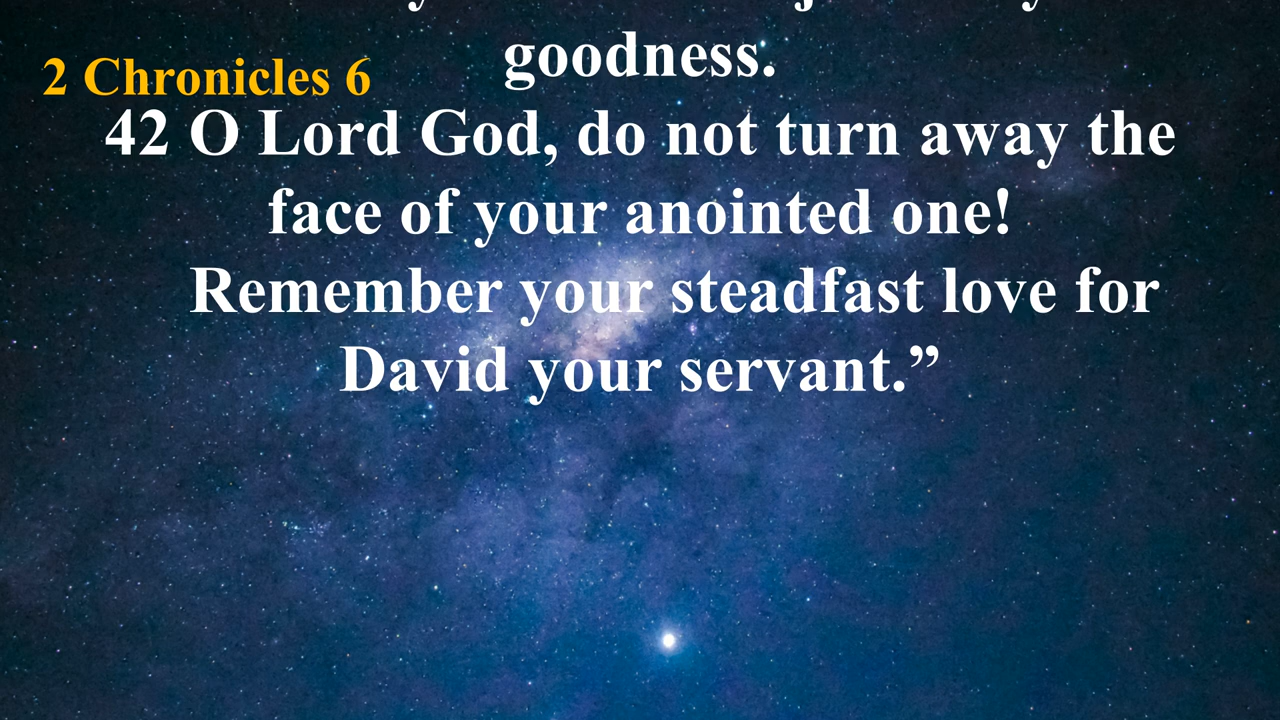 goodness.
2 Chronicles 6
42 O Lord God, do not turn away the
face of your anointed one!
Remember your steadfast love for
David your servant.”